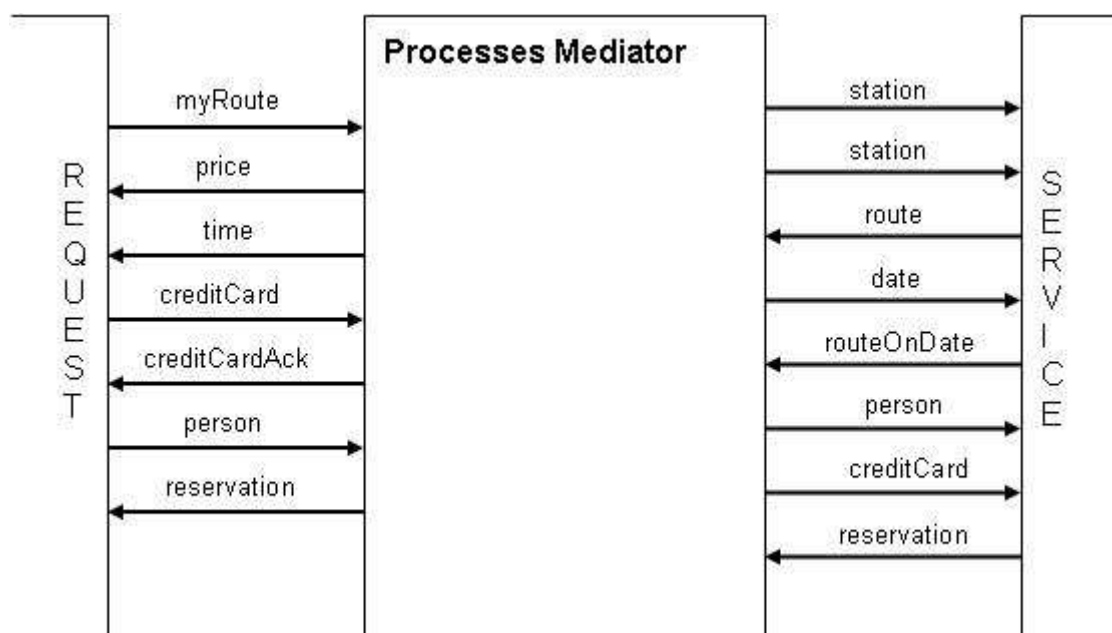 Processes Mediator
REQUEST
myRoute
price
time
creditCard
creditCardAck
person
reservation
station
station
route
date
routeOnDate
person
creditCard
reservation
SERVICE